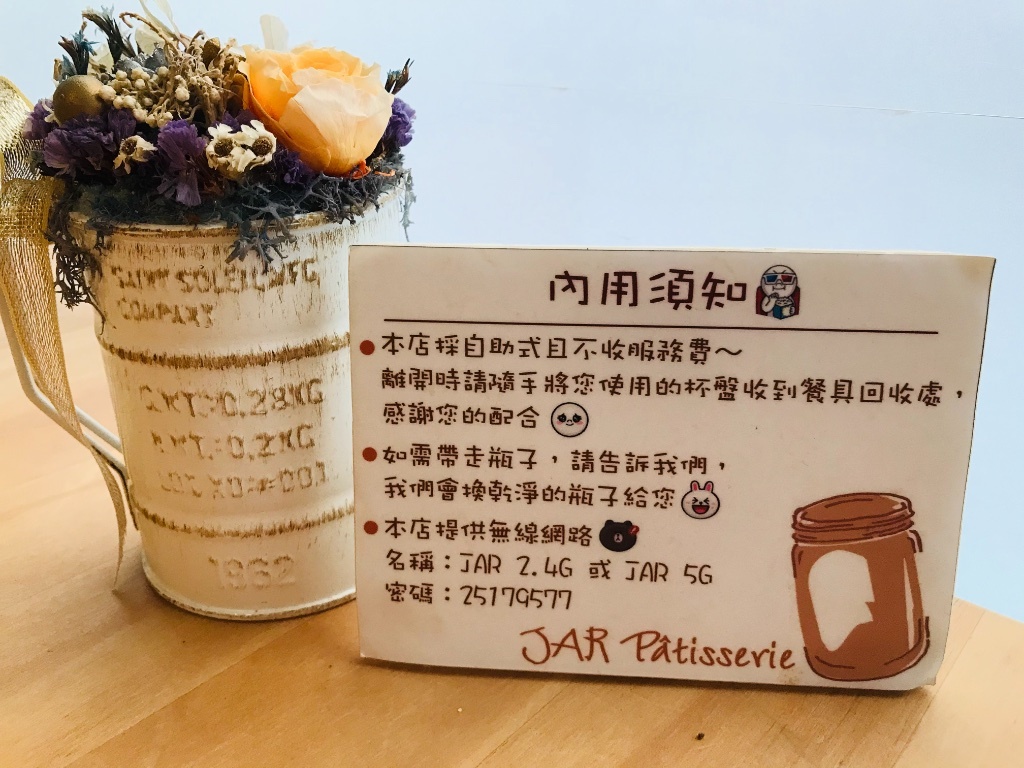 COMPANY
1862
內用須知
本店採自助式且不收服務費～
離開時請隨手將您使用的杯盤收到餐具回收處，
感謝您的配合
如需帶走瓶子，請告訴我們，
我們會換乾淨的瓶子給您
本店提供無線網路
名稱：JAR 2.4G 或 JAR 5G
密碼：25179577
JAR Pâtisserie